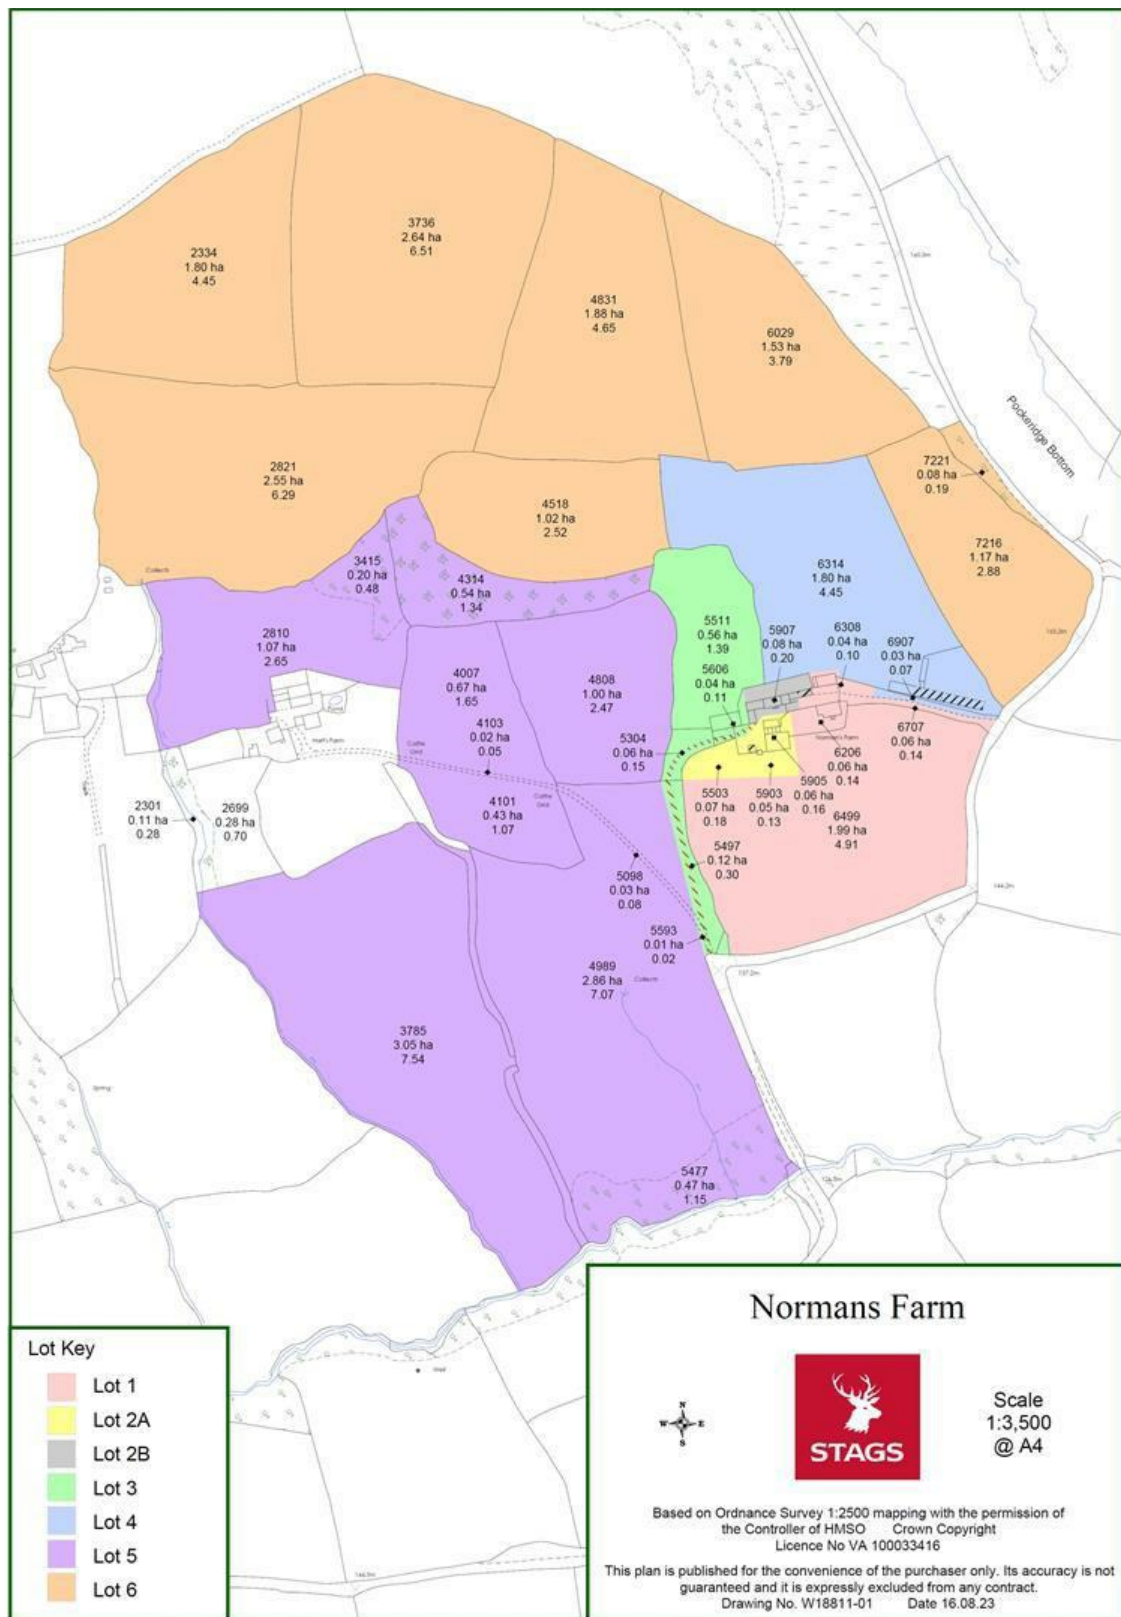 3736
2.64 ha
6.51
2334
1.80 ha
4.45
4831
1.88 ha
4.65
6029
1.53 ha
3.79
Pockeridge Bottom
7221
0.08 ha
0.19
2821
2.55 ha
6.29
4518
1.02 ha
2.52
7216
1.17 ha
2.88
3415
0.20 ha
0.48
4314
0.54 ha
1.34
6314
1.80 ha
4.45
Collects
2810
1.07 ha
2.65
5511
0.56 ha
1.39
5907
0.08 ha
0.20
6308
0.04 ha
0.10
6907
0.03 ha
0.07
5606
0.04 ha
0.11
4007
0.67 ha
1.65
4808
1.00 ha
2.47
4103
0.02 ha
0.05
5304
0.06 ha
0.15
Norman's Farm
6707
0.06 ha
0.14
6206
0.06 ha
0.14
Cattle
Grid
Cattle
Grid
5503
0.07 ha
0.18
5903
0.05 ha
0.13
5905
0.06 ha
0.16
4101
0.43 ha
1.07
2301
0.11 ha
0.28
2699
0.28 ha
0.70
6499
1.99 ha
4.91
5497
0.12 ha
0.30
5098
0.03 ha
0.08
144.2m
5593
0.01 ha
0.02
137.2m
4989
2.86 ha
7.07
Collects
3785
3.05 ha
7.54
Spring
5477
0.47 ha
1.15
Normans Farm
N
W E
S
STAGS
Scale
1:3,500
@ A4
Based on Ordnance Survey 1:2500 mapping with the permission of
the Controller of HMSO Crown Copyright
Licence No VA 100033416
This plan is published for the convenience of the purchaser only. Its accuracy is not
guaranteed and it is expressly excluded from any contract.
Drawing No. W18811-01 Date 16.08.23
Lot Key
Lot 1
Lot 2A
Lot 2B
Lot 3
Lot 4
Lot 5
Lot 6